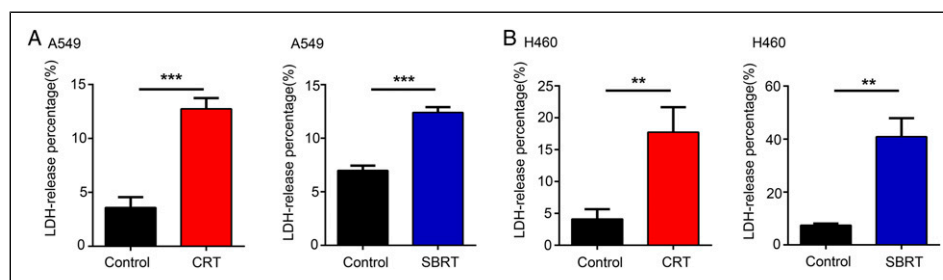 A A549
LDH-release percentage(%)
15
10
5
0
***
Control CRT
A549
LDH-release percentage(%)
15
10
5
0
***
Control SBRT
B H460
LDH-release percentage(%)
25
20
15
10
5
0
**
Control CRT
H460
LDH-release percentage(%)
60
40
20
0
**
Control SBRT